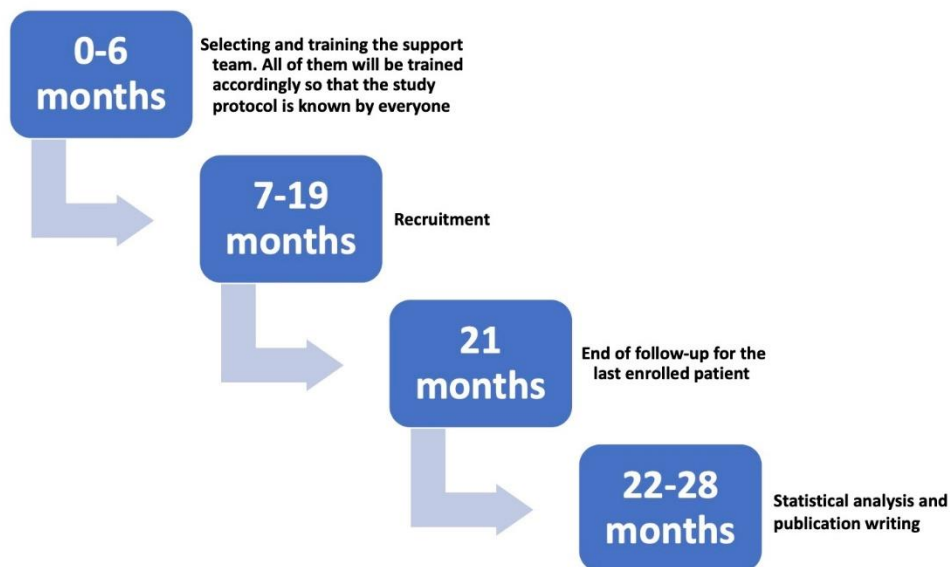 0-6
months
Selecting and training the support
team. All of them will be trained
accordingly so that the study
protocol is known by everyone
7-19
months
Recruitment
21
months
End of follow-up for the
last enrolled patient
22-28
months
Statistical analysis and
publication writing